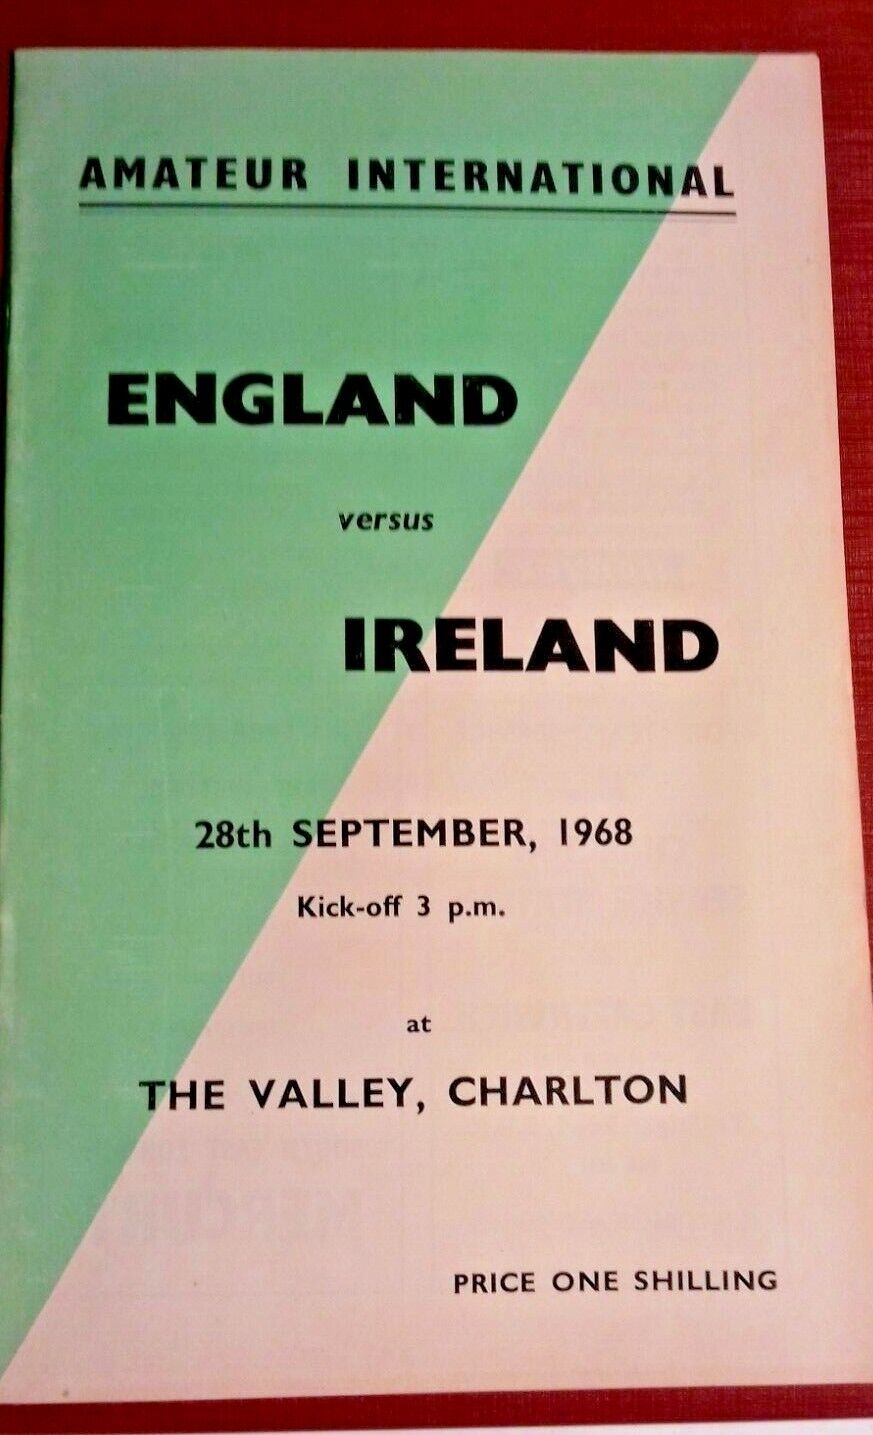 AMATEUR INTERNATIONAL
ENGLAND
versus
IRELAND
28th SEPTEMBER, 1968
Kick-off 3 p.m.
at
THE VALLEY, CHARLTON
PRICE ONE SHILLING